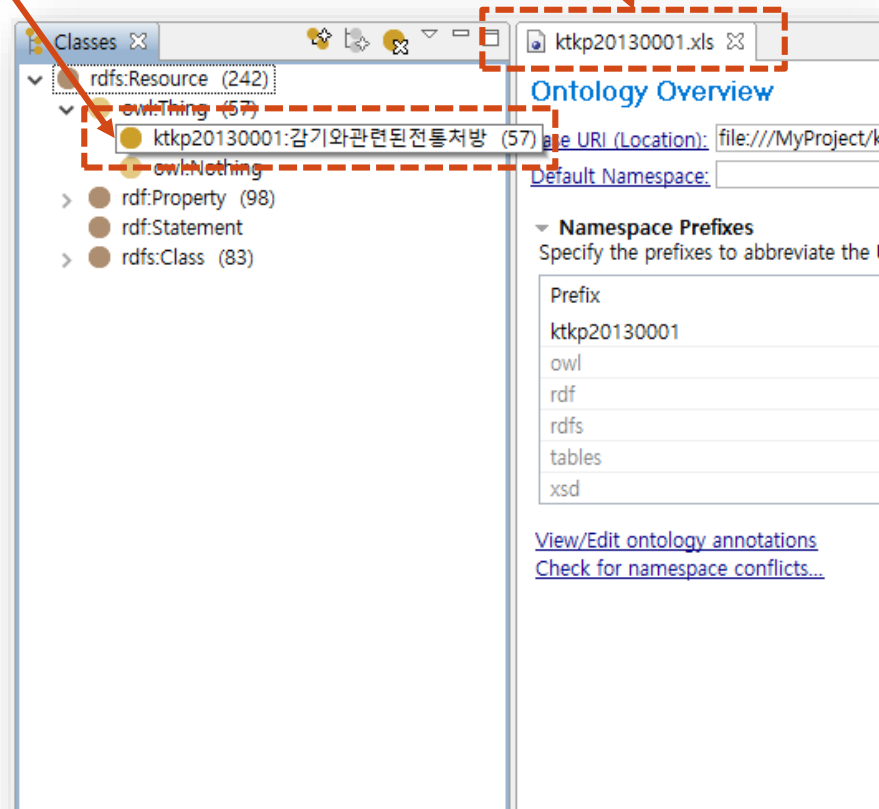 Classes
rdfs:Resource (242)
owl:Thing (57)
ktkp20130001:감기와관련된전통처방 (57)
owl:Nothing
rdf:Property (98)
rdf:Statement
rdfs:Class (83)
ktkp20130001.xls
Ontology Overview
URI (Location): file:///MyProject/k
Default Namespace:
Namespace Prefixes
Specify the prefixes to abbreviate the
Prefix
ktkp20130001
owl
rdf
rdfs
tables
xsd
View/Edit ontology annotations
Check for namespace conflicts...